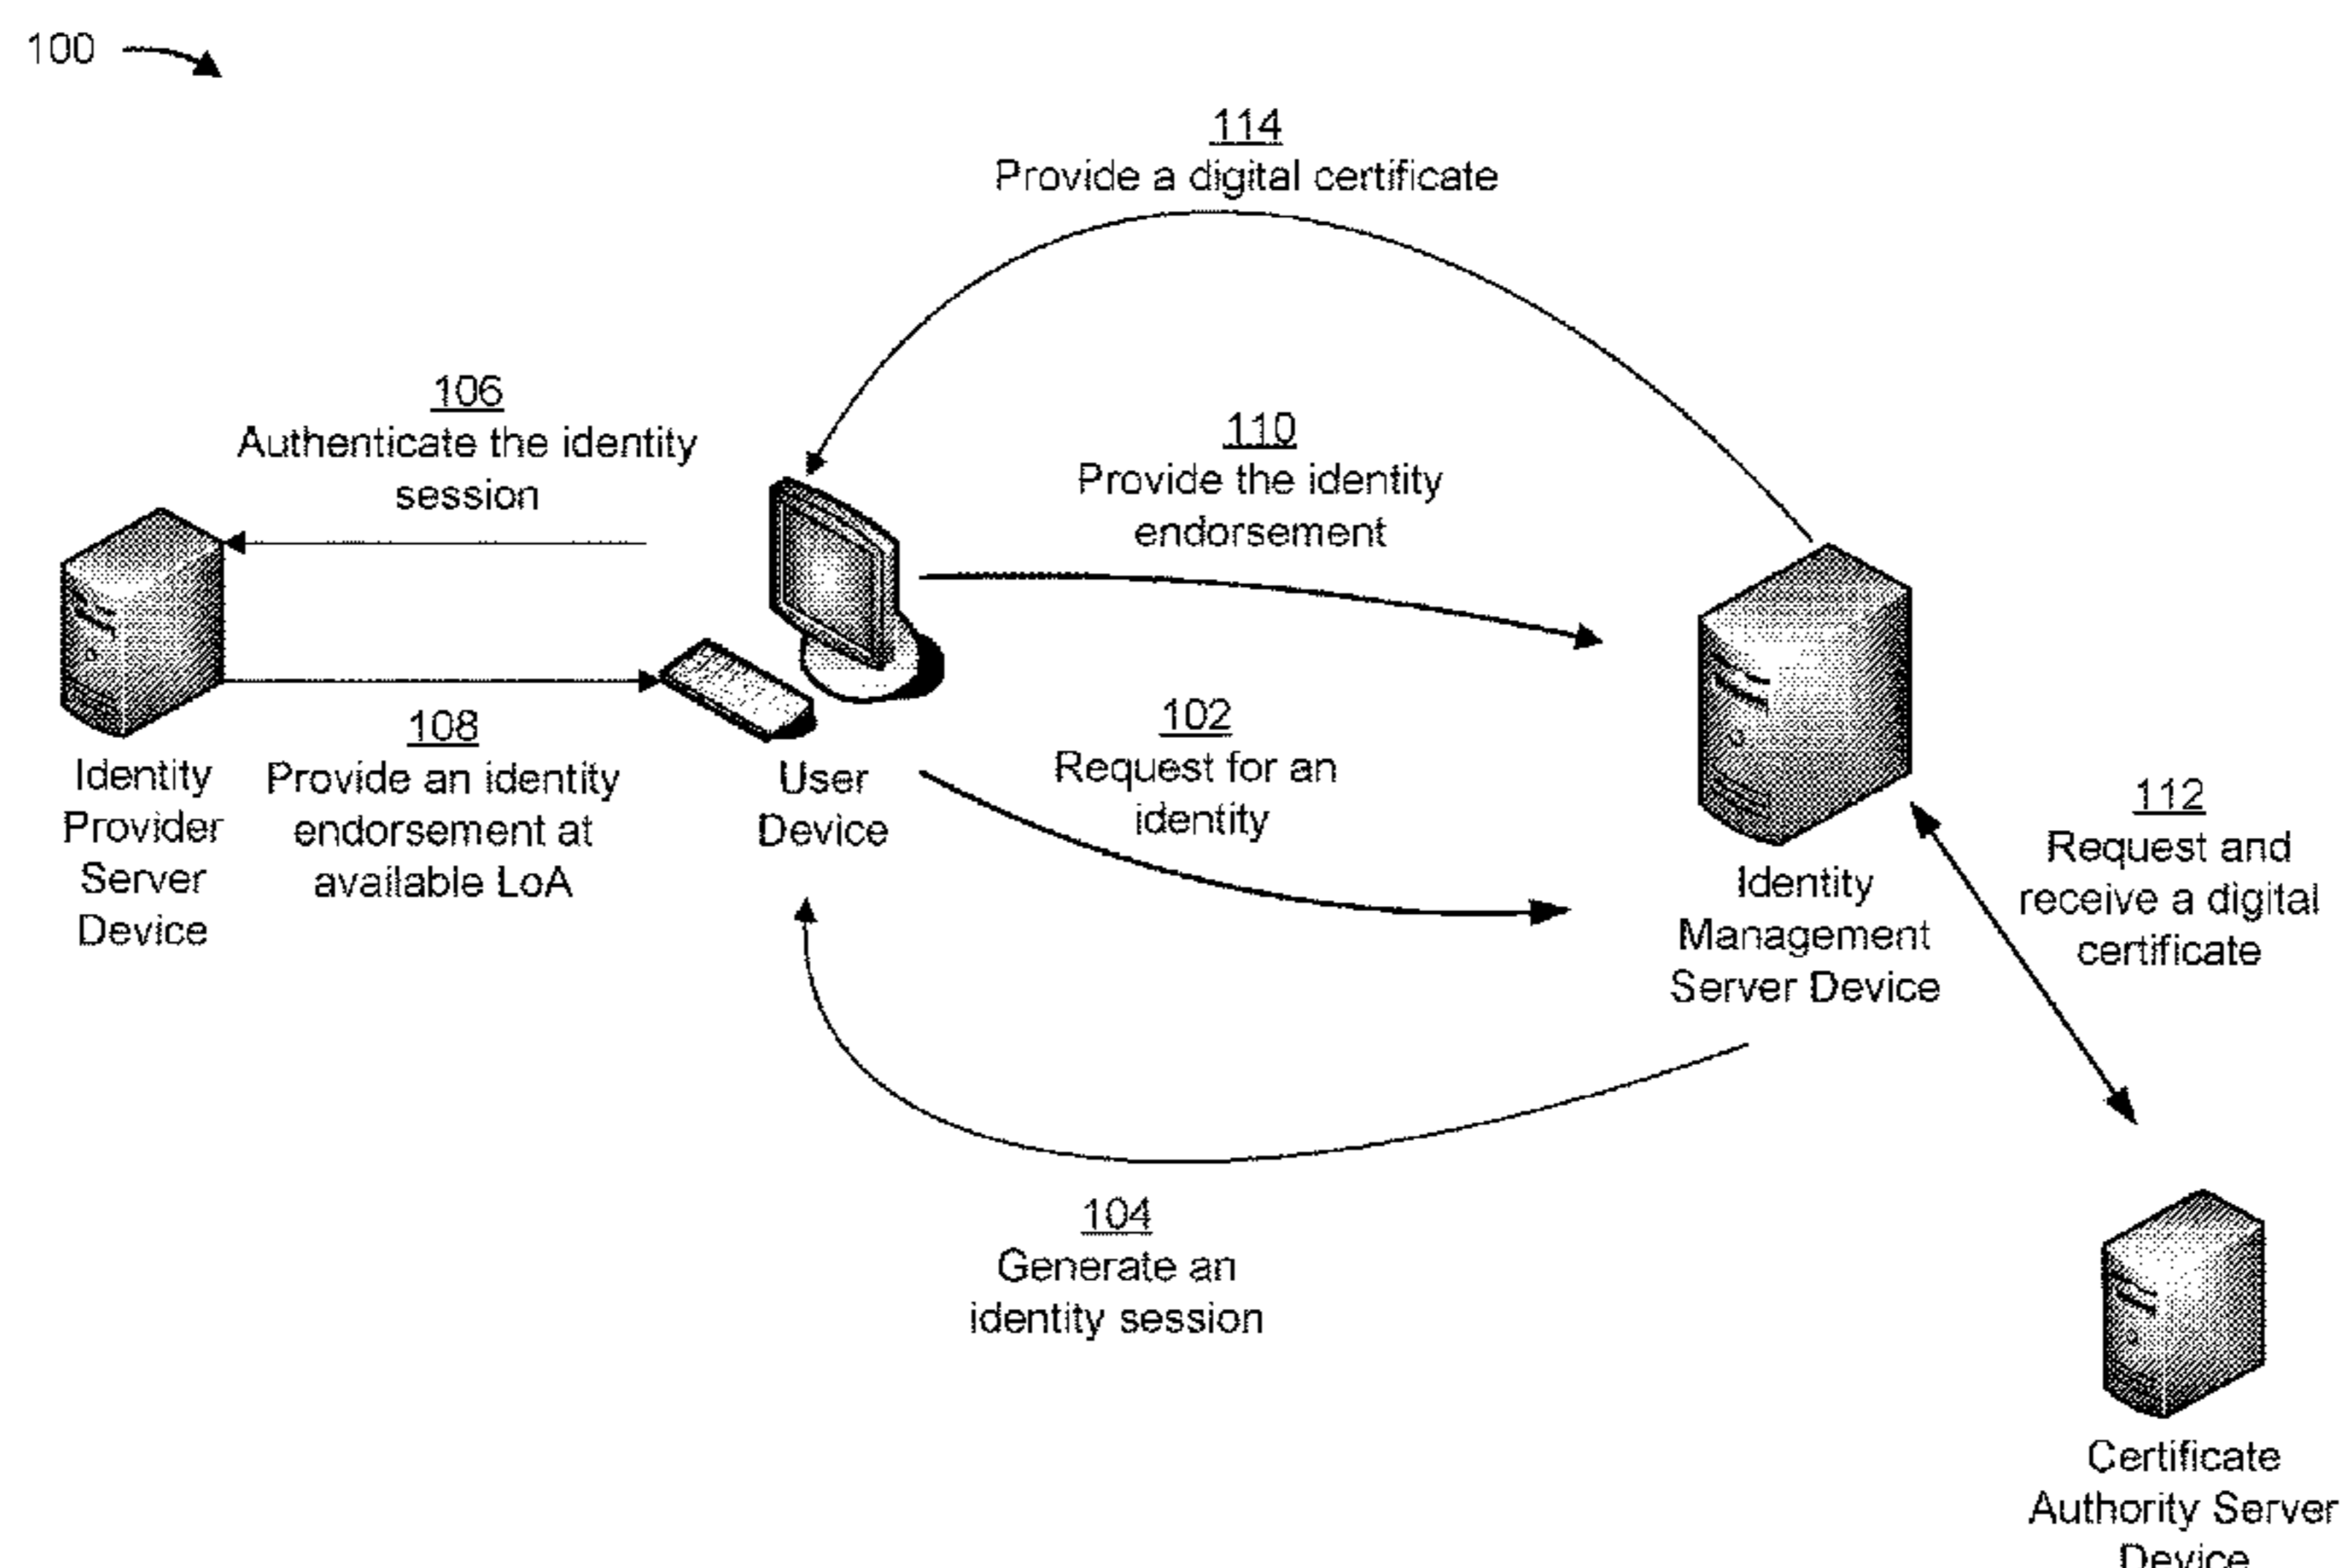 100
114
Provide a digital certificate
106
Authenticate the identity
session
110
Provide the identity
endorsement
108
Provide an identity
endorsement at
available LoA
Identity
Provider
Server
Device
User
Device
102
Request for an
identity
112
Request and
receive a digital
certificate
Identity
Management
Server Device
104
Generate an
identity session
Certificate
Authority Server
Device